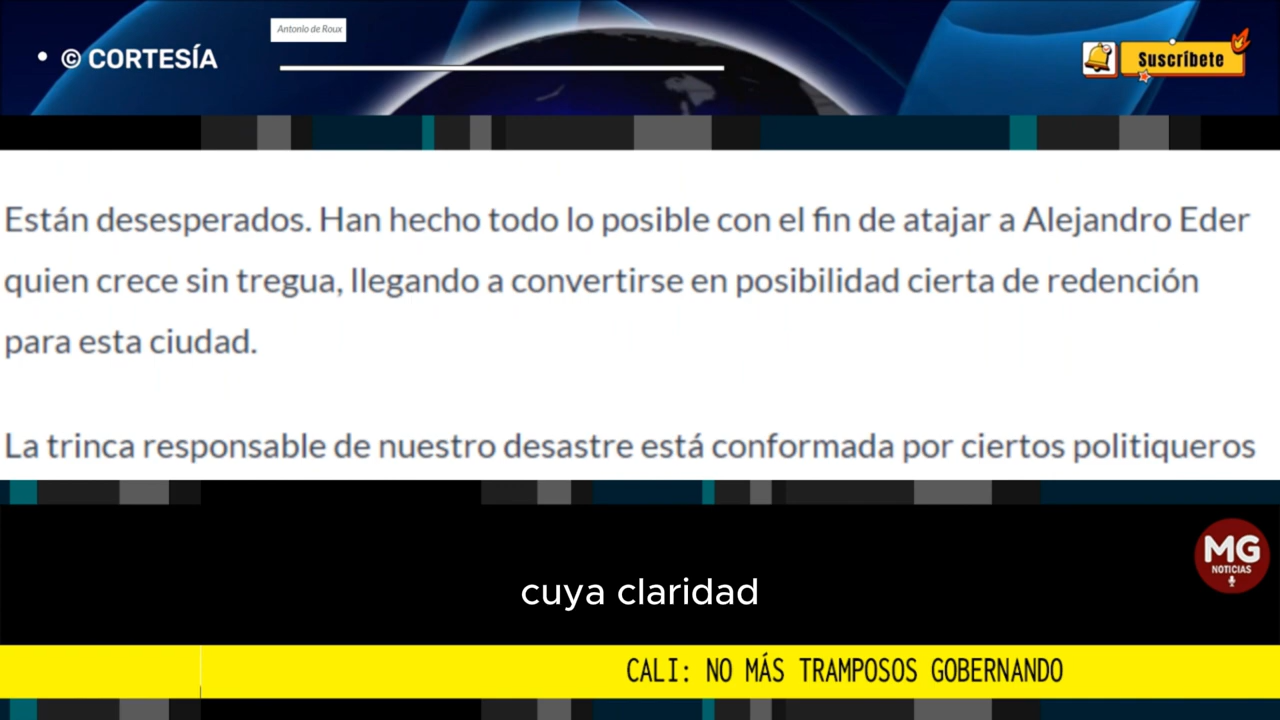 Antonio de Roux
• © CORTESÍA
Suscríbete
Están desesperados. Han hecho todo lo posible con el fin de atajar a Alejandro Eder
quien crece sin tregua, llegando a convertirse en posibilidad cierta de redención
para esta ciudad.
La trinca responsable de nuestro desastre está conformada por ciertos politiqueros
MG
NOTICIAS
cuya claridad
CALI: NO MÁS TRAMPOSOS GOBERNANDO